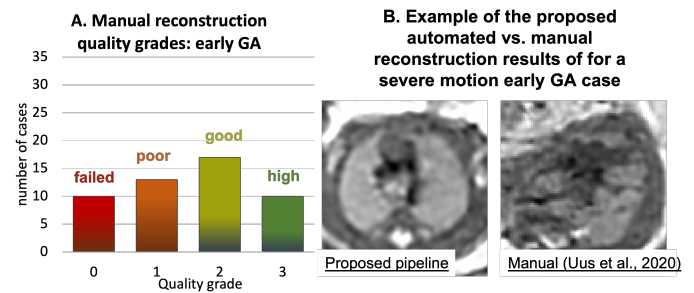 A. Manual reconstruction
quality grades: early GA
35
30
25
20
15
10
5
0
number of cases
failed
poor
good
high
0
1
2
3
Quality grade
B. Example of the proposed
automated vs. manual
reconstruction results of for a
severe motion early GA case
Proposed pipeline
Manual (Uus et al., 2020)